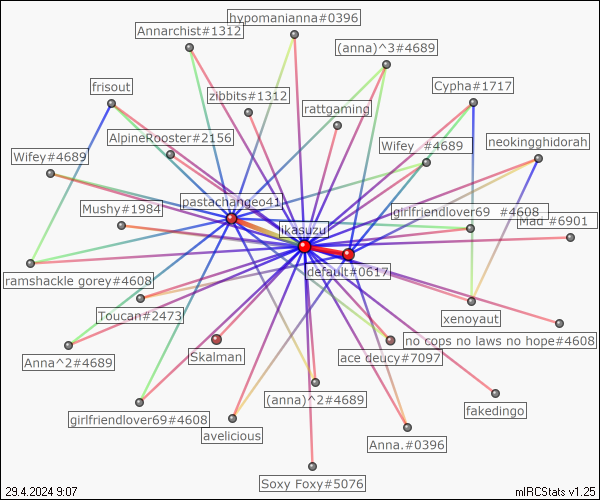 hypomanianna#0396
Annarchist#1312
(anna)^3#4689
frisout
zibbits#1312
rattgaming
Cypha#1717
AlpineRooster#2156
Wifey #4689
neokingghidorah
Wifey#4689
pastachangeo41
Mushy#1984
ikasuzu
girlfriendlover69 #4608
Mad #6901
default#0617
ramshackle gorey#4608
Toucan#2473
xenoyaut
no cops no laws no hope#4608
Anna^2#4689
Skalman
ace deucy#7097
(anna)^2#4689
fakedingo
girlfriendlover69#4608
avelicious
Anna.#0396
Soxy Foxy#5076
29.4.2024 9:07
mIRCStats v1.25